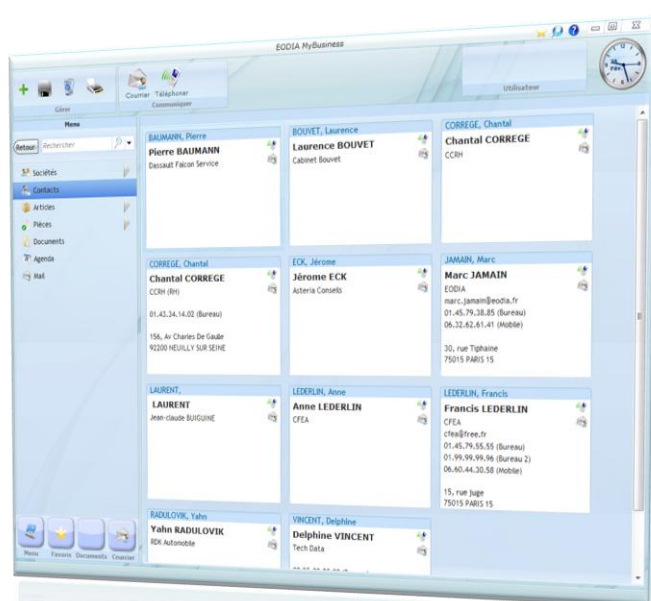 EODIA MyBusiness
Gérer
Courrier Téléphoner
Communiquer
Utilisateur
Menu
Retour Rechercher
Sociétés
Contacts
Articles
Pièces
Documents
Agenda
Mail
Menu Favoris Documents Courrier
BAUMANN, Pierre
Pierre BAUMANN
Dassault Falcon Service
BOUVET, Laurence
Laurence BOUVET
Cabinet Bouvet
CORREGE, Chantal
Chantal CORREGE
CCRH
CORREGE, Chantal
Chantal CORREGE
CCRH (RH)
01.43.34.14.02 (Bureau)
156, Av Charles De Gaulle
92200 NEUILLY SUR SEINE
ECK, Jérome
Jérome ECK
Asteria Conseils
JAMAIN, Marc
Marc JAMAIN
EODIA
marc.jamain@eodia.fr
01.45.79.38.85 (Bureau)
06.32.62.61.41 (Mobile)
30, rue Tiphaine
75015 PARIS 15
LAURENT,
LAURENT
Jean-claude BUIGUINE
LEDERLIN, Anne
Anne LEDERLIN
CFEA
LEDERLIN, Francis
Francis LEDERLIN
CFEA
cfea@free.fr
01.45.79.55.55 (Bureau)
01.99.99.99.96 (Bureau 2)
06.60.44.30.58 (Mobile)
15, rue Juge
75015 PARIS 15
RADULOVIK, Yahn
Yahn RADULOVIK
RDK Automobile
VINCENT, Delphine
Delphine VINCENT
Tech Data